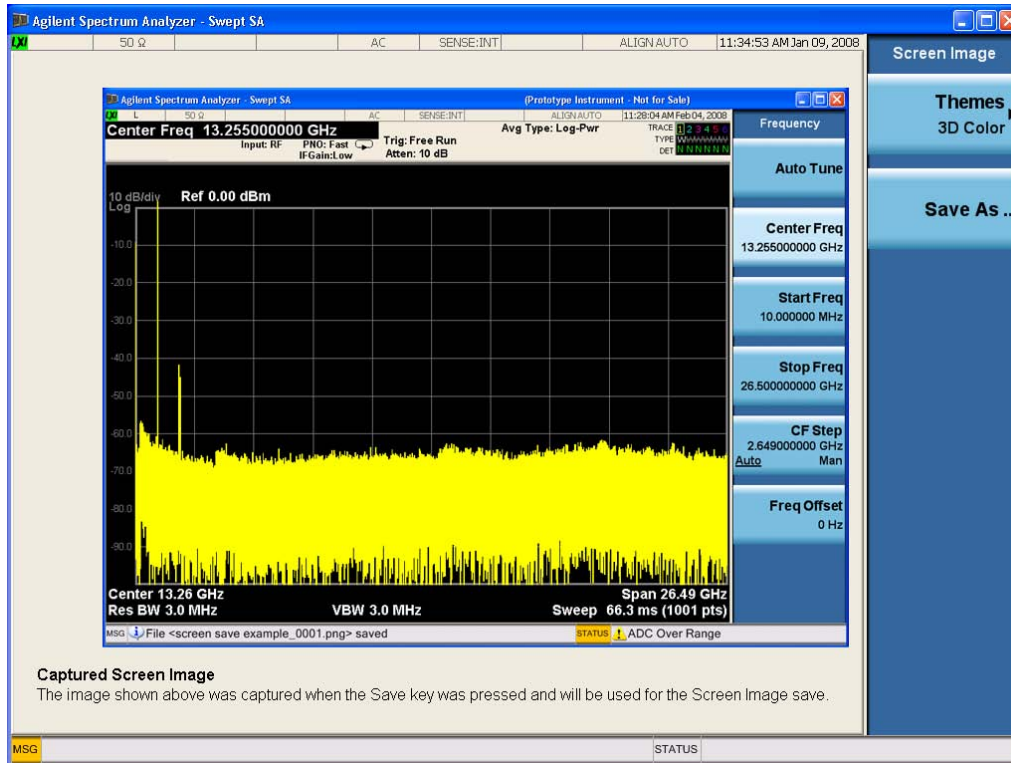 Agilent Spectrum Analyzer - Swept SA
LXI 50 Ω AC SENSE:INT ALIGN AUTO 11:34:53 AM Jan 09, 2008
Screen Image
Themes
3D Color
Save As ..
Agilent Spectrum Analyzer - Swept SA (Prototype Instrument - Not for Sale)
L 50 Ω AC SENSE:INT ALIGNAUTO 11:28:04 AM Feb 04, 2008
Center Freq 13.255000000 GHz
Input: RF
PNO: Fast
IFGain:Low
Trig: Free Run
Atten: 10 dB
Avg Type: Log-Pwr
TRACE 1 2 3 4 5 6
TYPE
DET N N N N N N
10 dB/div Ref 0.00 dBm
Log
-10.0
-20.0
-30.0
-40.0
-50.0
-60.0
-70.0
-80.0
-90.0
Center 13.26 GHz Span 26.49 GHz
Res BW 3.0 MHz VBW 3.0 MHz Sweep 66.3 ms (1001 pts)
MSG File <screen save example_0001.png> saved STATUS ADC Over Range
Frequency
Auto Tune
Center Freq
13.255000000 GHz
Start Freq
10.000000 MHz
Stop Freq
26.500000000 GHz
CF Step
2.649000000 GHz
Auto Man
Freq Offset
0 Hz
Captured Screen Image
The image shown above was captured when the Save key was pressed and will be used for the Screen Image save.
MSG STATUS